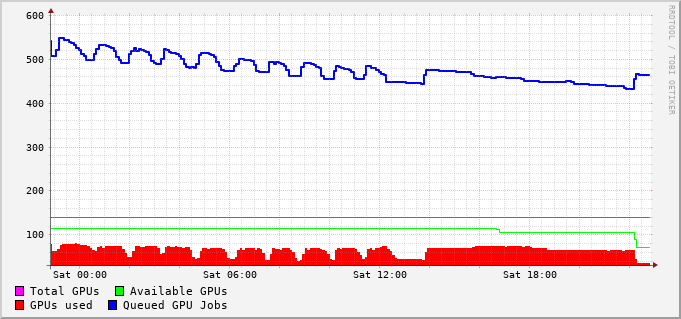 600
500
400
300
200
100
Sat 00:00 Sat 06:00 Sat 12:00 Sat 18:00
Total GPUs Available GPUs
GPUs used Queued GPU Jobs
RRDTOOL / TOBI OETIKER